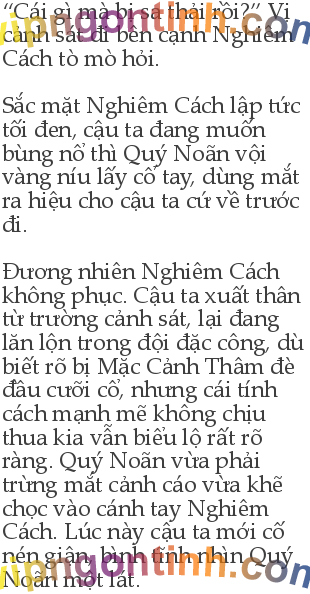 “Cái gì mà bị sa thải rồi?” Vị
cảnh sát đi bên cạnh Nghiêm
Cách tò mò hỏi.
Sắc mặt Nghiêm Cách lập tức
tối đen, cậu ta đang muốn
bùng nổ thì Quý Noãn vội
vàng níu lấy cổ tay, dùng mắt
ra hiệu cho cậu ta cứ về trước
đi.
Đương nhiên Nghiêm Cách
không phục. Cậu ta xuất thân
từ trường cảnh sát, lại đang
lăn lộn trong đội đặc công, dù
biết rõ bị Mặc Cảnh Thâm đè
đầu cưỡi cổ, nhưng cái tính
cách mạnh mẽ không chịu
thua kia vẫn biểu lộ rất rõ
ràng. Quý Noãn vừa phải
trừng mắt cảnh cáo vừa khẽ
chọc vào cánh tay Nghiêm
Cách. Lúc này cậu ta mới cố
nén giận, bình tĩnh nhìn Quý
Noãn một lát.
vipngontinh.com
vipngontinh.com